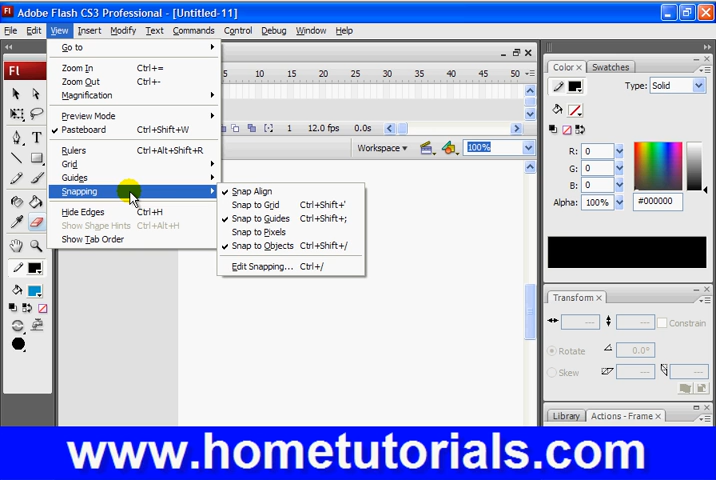 Adobe Flash CS3 Professional - [Untitled-11]
File Edit View Insert Modify Text Commands Control Debug Window Help
Go to
Zoom In Ctrl+=
Zoom Out Ctrl+-
Magnification
Preview Mode
Pasteboard Ctrl+Shift+W
Rulers Ctrl+Alt+Shift+R
Grid
Guides
Snapping
Hide Edges Ctrl+H
Show Shape Hints Ctrl+Alt+H
Show Tab Order
Snap Align
Snap to Grid Ctrl+Shift+'
Snap to Guides Ctrl+Shift+;
Snap to Pixels
Snap to Objects Ctrl+Shift+/
Edit Snapping... Ctrl+/
Fl
5 10 15 20 25 30 35 40 45 50
1 12.0 fps 0.0s
Workspace 100%
Color Swatches
Type: Solid
R: 0
G: 0
B: 0
Alpha: 100% #000000
Transform
Constrain
Rotate 0.0°
Skew
Library Actions - Frame
www.hometutorials.com